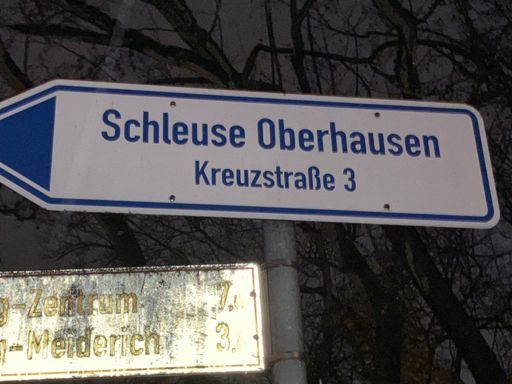 Schleuse Oberhausen
Kreuzstraße 3
g-Zentrum 7,
g-Meiderich 3,